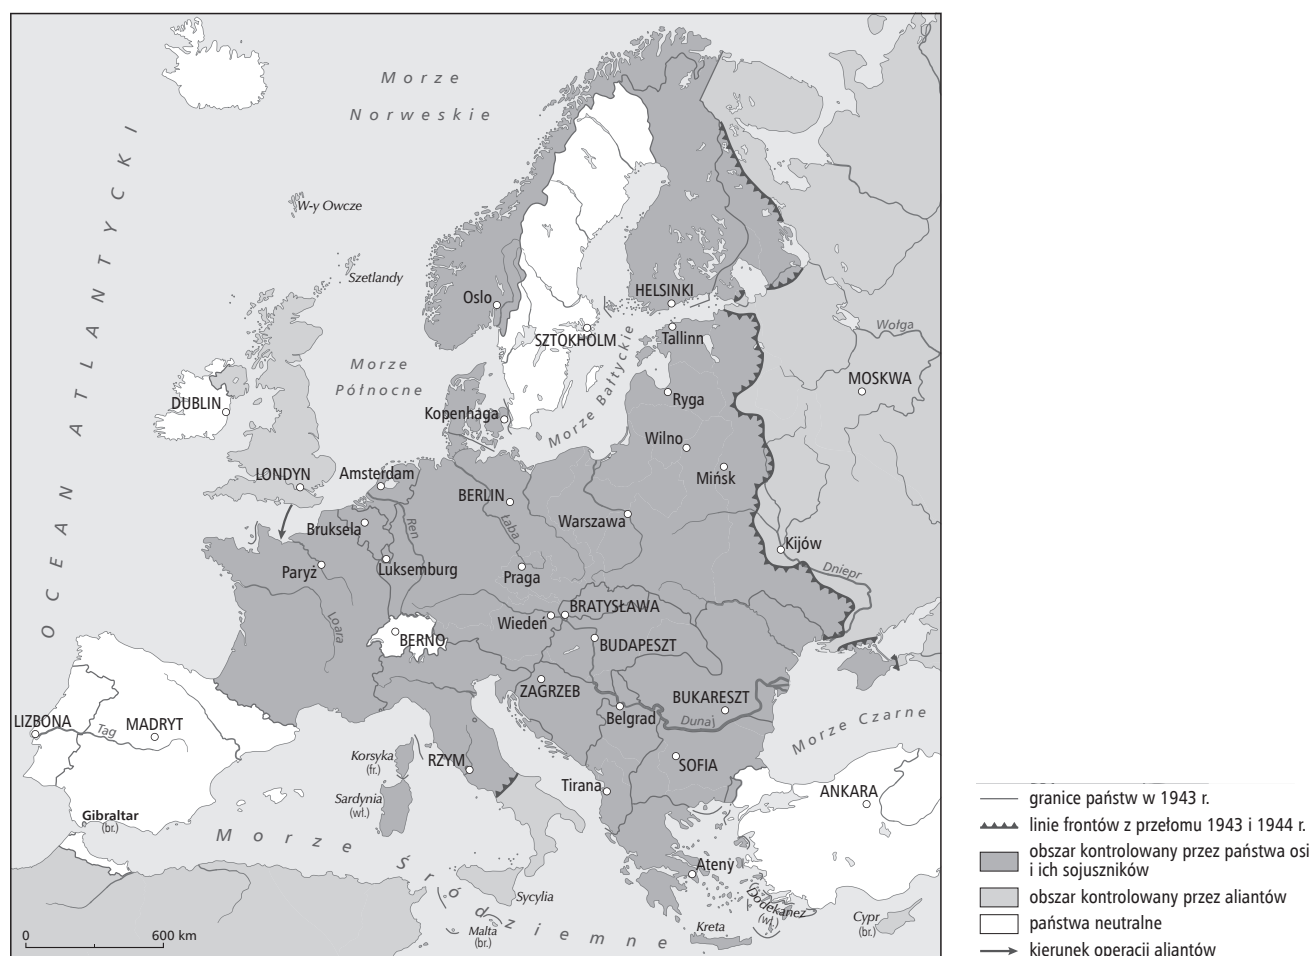 Morze
Norweskie
OCEAN ATLANTYCKI
W-y Owcze
Szetlandy
Oslo
HELSINKI
SZTOKHOLM
Tallinn
Wołga
Morze
Północne
MOSKWA
DUBLIN
Kopenhaga
Morze Bałtyckie
Ryga
Wilno
Mińsk
LONDYN
Amsterdam
BERLIN
Warszawa
Bruksela
Ren
Łaba
Kijów
Paryż
Luksemburg
Praga
Dniepr
Loara
Wiedeń
BRATYSŁAWA
BERNO
BUDAPESZT
ZAGRZEB
BUKARESZT
LIZBONA
Tag
MADRYT
Belgrad
Dunaj
Morze Czarne
Korsyka
(fr.)
RZYM
SOFIA
Sardynia
(wł.)
Tirana
ANKARA
Gibraltar
(br.)
Morze Śródziemne
Ateny
Sycylia
Dodekanez
(wł.)
Malta
(br.)
Kreta
Cypr
(br.)
0 600 km
granice państw w 1943 r.
linie frontów z przełomu 1943 i 1944 r.
obszar kontrolowany przez państwa osi
i ich sojuszników
obszar kontrolowany przez aliantów
państwa neutralne
kierunek operacji aliantów